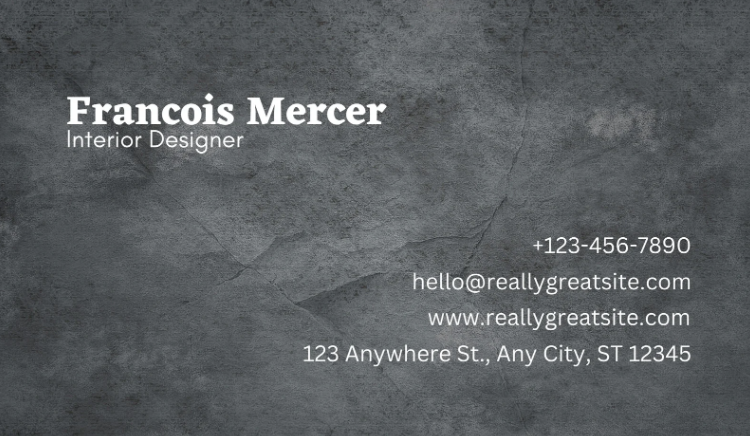 Francois Mercer
Interior Designer
+123-456-7890
hello@reallygreatsite.com
www.reallygreatsite.com
123 Anywhere St., Any City, ST 12345